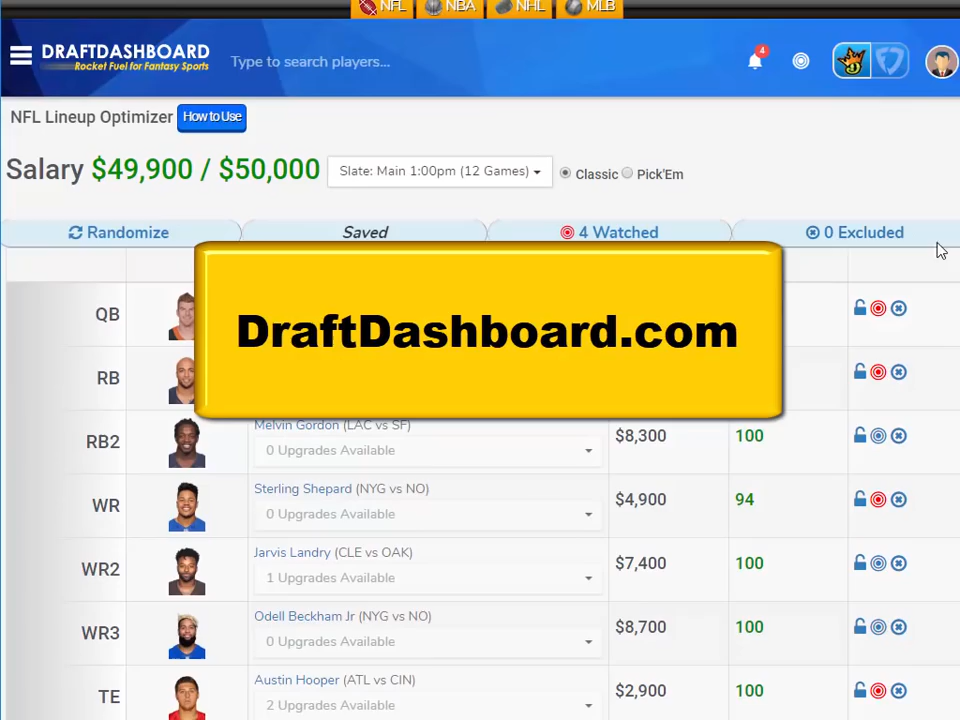 NFL NBA NHL MLB
DRAFTDASHBOARD
Rocket Fuel for Fantasy Sports
Type to search players...
4
NFL Lineup Optimizer How to Use
Salary $49,900 / $50,000 Slate: Main 1:00pm (12 Games) Classic Pick'Em
Randomize Saved 4 Watched 0 Excluded
DraftDashboard.com
QB
RB
RB2 Melvin Gordon (LAC vs SF) $8,300 100
0 Upgrades Available
WR Sterling Shepard (NYG vs NO) $4,900 94
0 Upgrades Available
WR2 Jarvis Landry (CLE vs OAK) $7,400 100
1 Upgrades Available
WR3 Odell Beckham Jr (NYG vs NO) $8,700 100
0 Upgrades Available
TE Austin Hooper (ATL vs CIN) $2,900 100
2 Upgrades Available